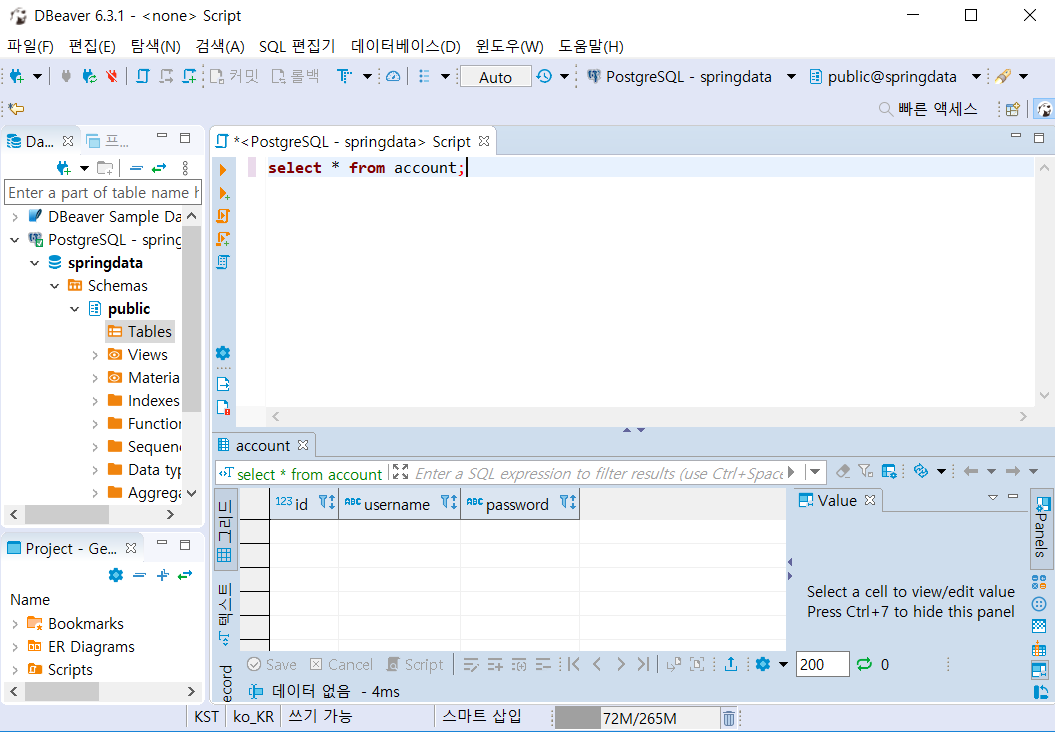 DBeaver 6.3.1 - <none> Script
파일(F) 편집(E) 탐색(N) 검색(A) SQL 편집기 데이터베이스(D) 윈도우(W) 도움말(H)
커밋 롤백 T Auto PostgreSQL - springdata public@springdata
빠른 액세스
Da... 프...
*<PostgreSQL - springdata> Script
Enter a part of table name h
select * from account;
DBeaver Sample Da
PostgreSQL - spring
springdata
Schemas
public
Tables
Views
Materia
Indexes
Function
Sequen
Data typ
Aggrega
account
select * from account Enter a SQL expression to filter results (use Ctrl+Space
그리드
텍스트
ecord
123 id ABC username ABC password
Value
Select a cell to view/edit value
Press Ctrl+7 to hide this panel
Panels
Project - Ge...
Name
Bookmarks
ER Diagrams
Scripts
Save Cancel Script 200 0
데이터 없음 - 4ms
KST ko_KR 쓰기 가능 스마트 삽입 72M/265M